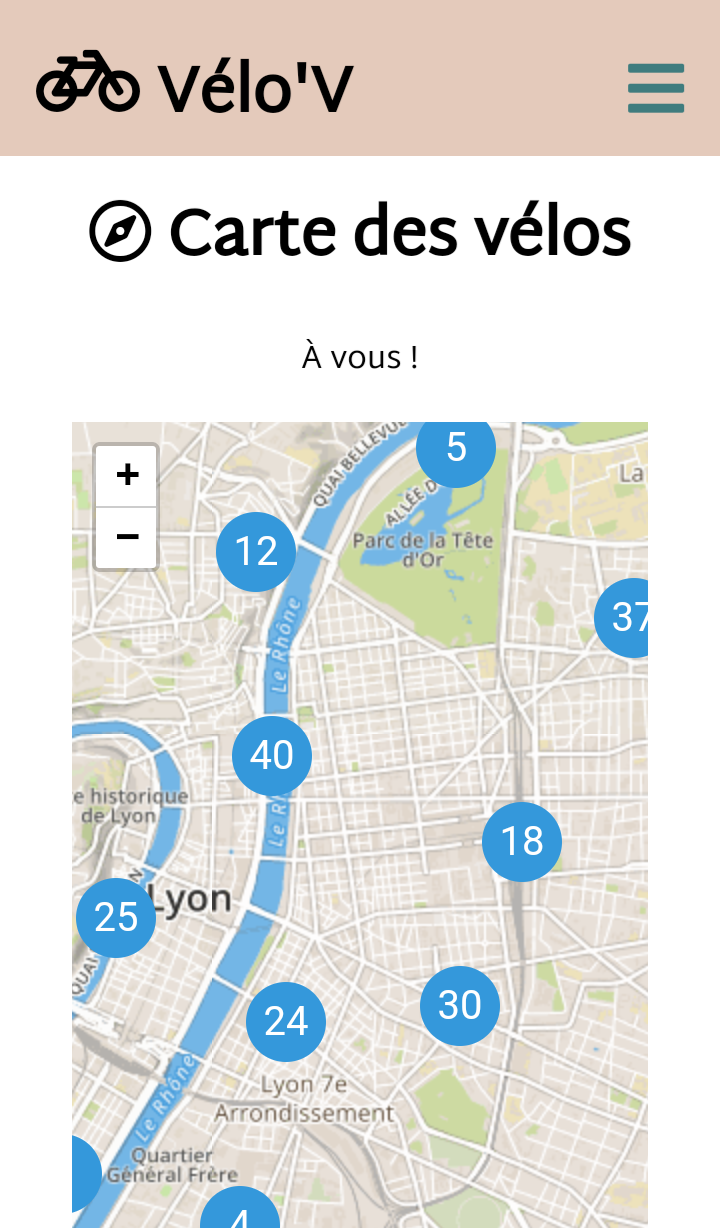 Vélo'V
Carte des vélos
À vous !
+
−
5
QUAI BELLEVUE
ALLÉE D
La
12
Parc de la Tête
d'Or
37
Le Rhône
40
e historique
de Lyon
Le R
18
Lyon
25
QUAI
24
30
Lyon 7e
Arrondissement
Le Rhône
Quartier
Général Frère
4